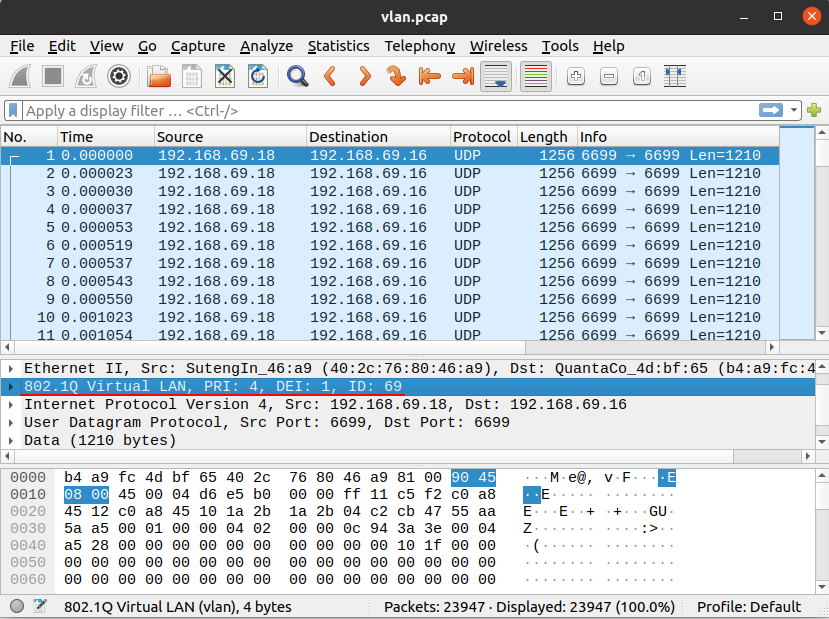 vlan.pcap
File Edit View Go Capture Analyze Statistics Telephony Wireless Tools Help
Apply a display filter … <Ctrl-/>
No. Time Source Destination Protocol Length Info
1 0.000000 192.168.69.18 192.168.69.16 UDP 1256 6699 → 6699 Len=1210
2 0.000023 192.168.69.18 192.168.69.16 UDP 1256 6699 → 6699 Len=1210
3 0.000030 192.168.69.18 192.168.69.16 UDP 1256 6699 → 6699 Len=1210
4 0.000037 192.168.69.18 192.168.69.16 UDP 1256 6699 → 6699 Len=1210
5 0.000053 192.168.69.18 192.168.69.16 UDP 1256 6699 → 6699 Len=1210
6 0.000519 192.168.69.18 192.168.69.16 UDP 1256 6699 → 6699 Len=1210
7 0.000537 192.168.69.18 192.168.69.16 UDP 1256 6699 → 6699 Len=1210
8 0.000543 192.168.69.18 192.168.69.16 UDP 1256 6699 → 6699 Len=1210
9 0.000550 192.168.69.18 192.168.69.16 UDP 1256 6699 → 6699 Len=1210
10 0.001023 192.168.69.18 192.168.69.16 UDP 1256 6699 → 6699 Len=1210
11 0.001054 192.168.69.18 192.168.69.16 UDP 1256 6699 → 6699 Len=1210
Ethernet II, Src: SutengIn_46:a9 (40:2c:76:80:46:a9), Dst: QuantaCo_4d:bf:65 (b4:a9:fc:4
802.1Q Virtual LAN, PRI: 4, DEI: 1, ID: 69
Internet Protocol Version 4, Src: 192.168.69.18, Dst: 192.168.69.16
User Datagram Protocol, Src Port: 6699, Dst Port: 6699
Data (1210 bytes)
0000 b4 a9 fc 4d bf 65 40 2c 76 80 46 a9 81 00 90 45 ···M·e@, v·F····E
0010 08 00 45 00 04 d6 e5 b0 00 00 ff 11 c5 f2 c0 a8 ··E····· ········
0020 45 12 c0 a8 45 10 1a 2b 1a 2b 04 c2 cb 47 55 aa E···E··+ ·+···GU·
0030 5a a5 00 01 00 00 04 02 00 00 0c 94 3a 3e 00 04 Z······· ····:>··
0040 a5 28 00 00 00 00 00 00 00 00 00 00 10 1f 00 00 ·(······ ········
0050 00 00 00 00 00 00 00 00 00 00 00 00 00 00 00 00 ········ ········
0060 00 00 00 00 00 00 00 00 00 00 00 00 00 00 00 00 ········ ········
802.1Q Virtual LAN (vlan), 4 bytes Packets: 23947 · Displayed: 23947 (100.0%) Profile: Default